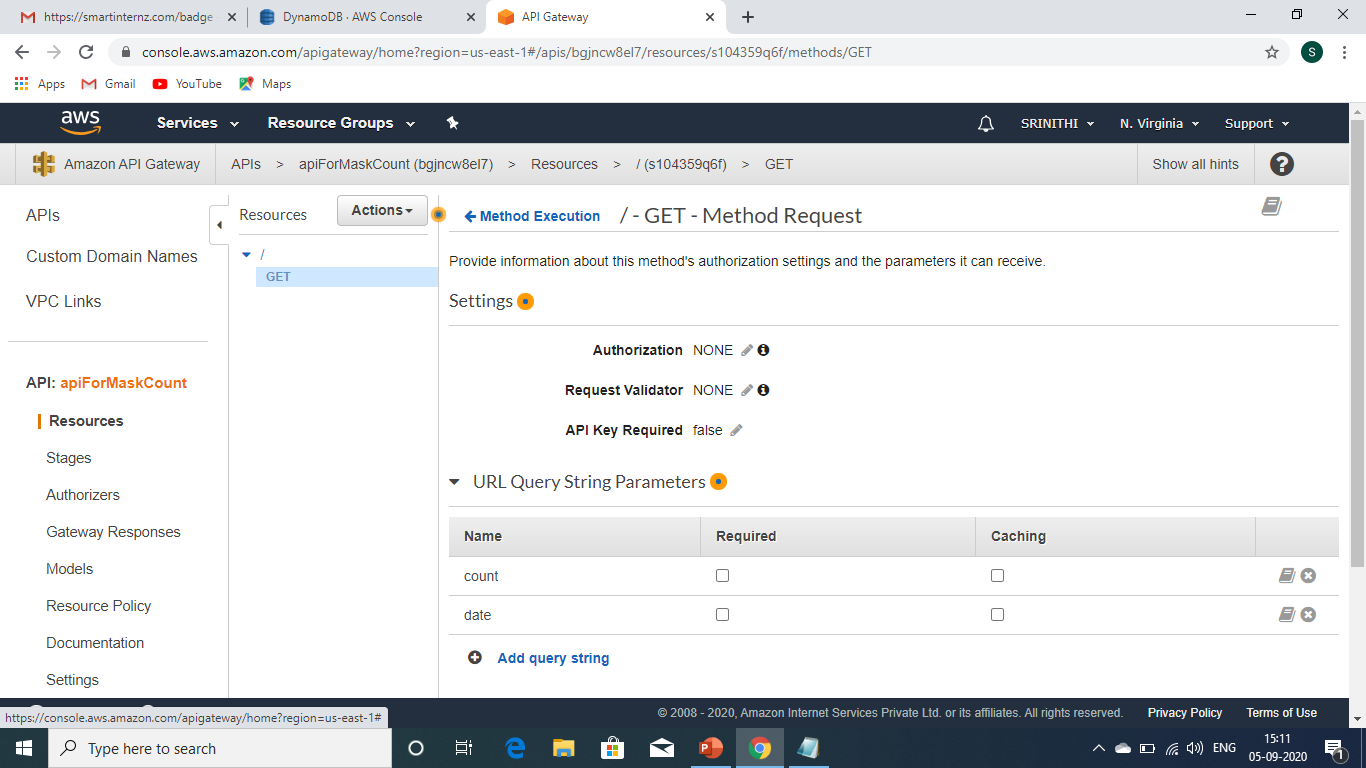 https://smartinternz.com/badge
DynamoDB · AWS Console
API Gateway
console.aws.amazon.com/apigateway/home?region=us-east-1#/apis/bgjncw8el7/resources/s104359q6f/methods/GET
S
Apps Gmail YouTube Maps
aws Services Resource Groups SRINITHI N. Virginia Support
Amazon API Gateway APIs > apiForMaskCount (bgjncw8el7) > Resources > / (s104359q6f) > GET Show all hints ?
APIs
Custom Domain Names
VPC Links
API: apiForMaskCount
Resources
Stages
Authorizers
Gateway Responses
Models
Resource Policy
Documentation
Settings
Resources Actions
/
GET
Method Execution / - GET - Method Request
Provide information about this method's authorization settings and the parameters it can receive.
Settings
Authorization NONE
Request Validator NONE
API Key Required false
URL Query String Parameters
Name Required Caching
count
date
Add query string
https://console.aws.amazon.com/apigateway/home?region=us-east-1#
© 2008 - 2020, Amazon Internet Services Private Ltd. or its affiliates. All rights reserved. Privacy Policy Terms of Use
Type here to search
ENG
15:11
05-09-2020
1